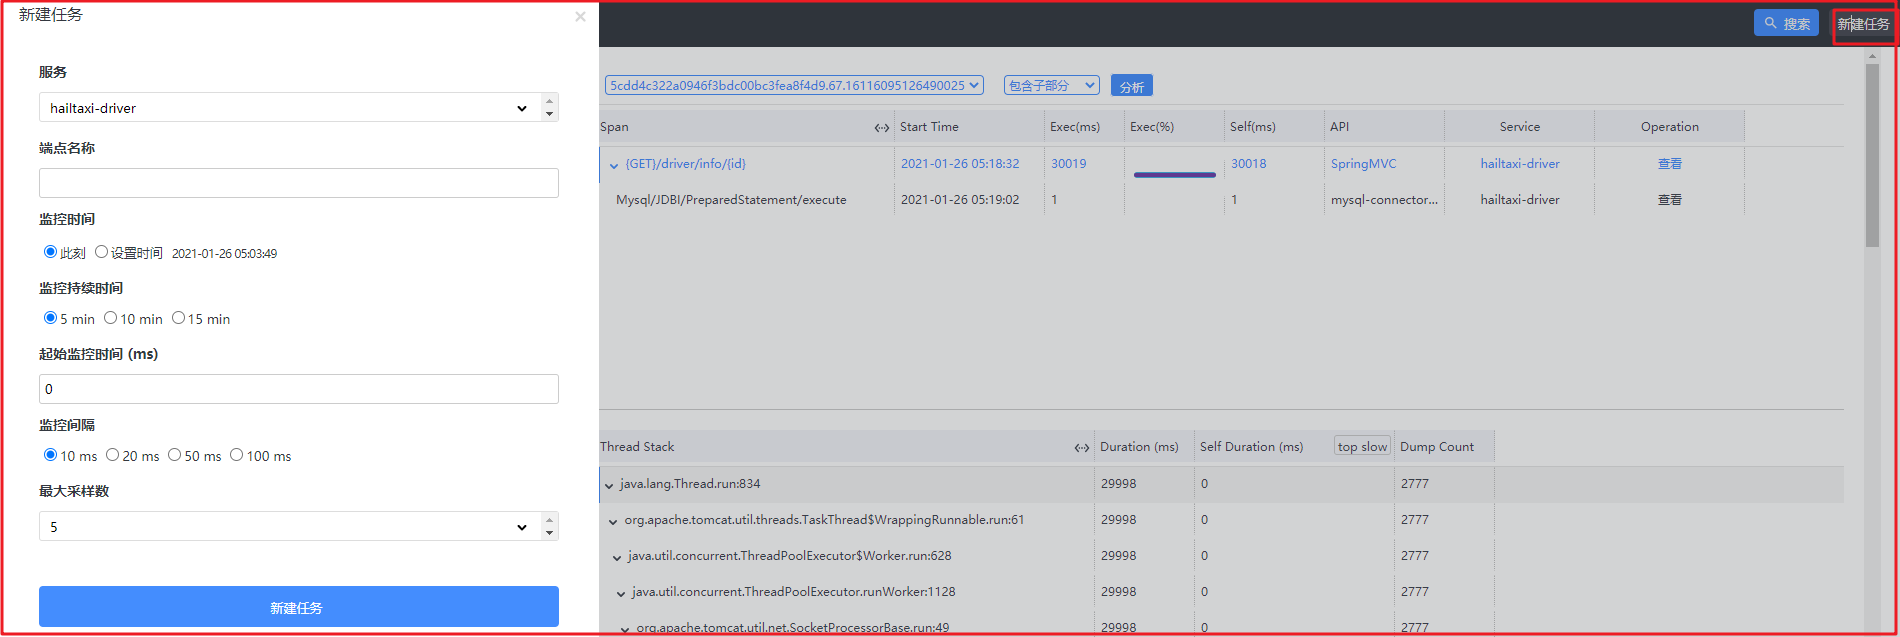 新建任务
×
服务
hailtaxi-driver
端点名称
监控时间
此刻 设置时间 2021-01-26 05:03:49
监控持续时间
5 min 10 min 15 min
起始监控时间 (ms)
0
监控间隔
10 ms 20 ms 50 ms 100 ms
最大采样数
5
新建任务
搜索 新建任务
5cdd4c322a0946f3bdc00bc3fea8f4d9.67.16116095126490025 包含子部分 分析
Span Start Time Exec(ms) Exec(%) Self(ms) API Service Operation
{GET}/driver/info/{id} 2021-01-26 05:18:32 30019 30018 SpringMVC hailtaxi-driver 查看
Mysql/JDBI/PreparedStatement/execute 2021-01-26 05:19:02 1 1 mysql-connector... hailtaxi-driver 查看
Thread Stack Duration (ms) Self Duration (ms) top slow Dump Count
java.lang.Thread.run:834 29998 0 2777
org.apache.tomcat.util.threads.TaskThread$WrappingRunnable.run:61 29998 0 2777
java.util.concurrent.ThreadPoolExecutor$Worker.run:628 29998 0 2777
java.util.concurrent.ThreadPoolExecutor.runWorker:1128 29998 0 2777
org.apache.tomcat.util.net.SocketProcessorBase.run:49 29998 0 2777